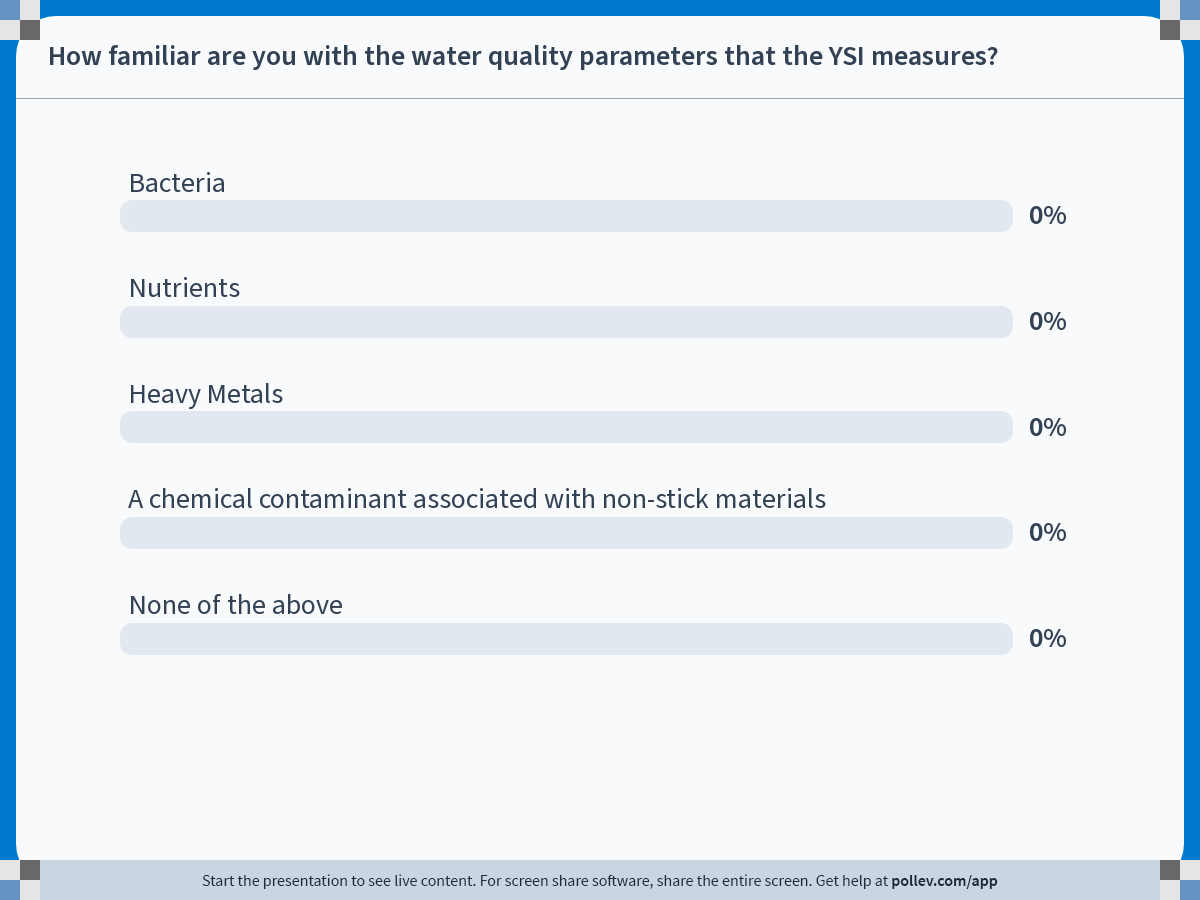 How familiar are you with the water quality parameters that the YSI measures?
Bacteria
0%
Nutrients
0%
Heavy Metals
0%
A chemical contaminant associated with non-stick materials
0%
None of the above
0%
Start the presentation to see live content. For screen share software, share the entire screen. Get help at pollev.com/app